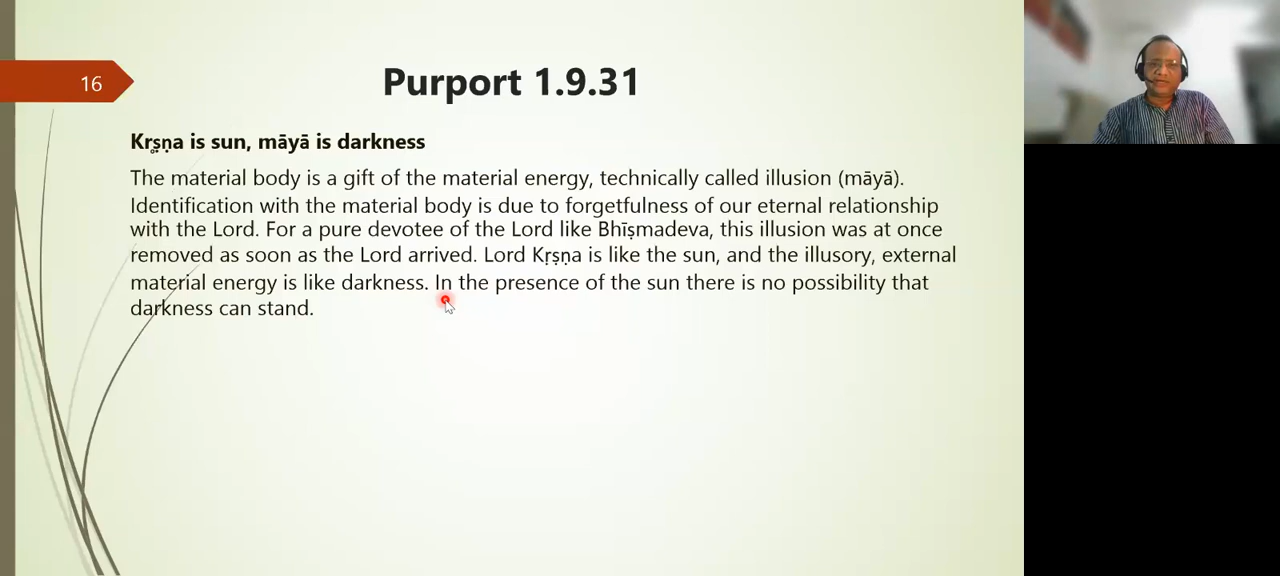 16
Purport 1.9.31
Kṛṣṇa is sun, māyā is darkness
The material body is a gift of the material energy, technically called illusion (māyā).
Identification with the material body is due to forgetfulness of our eternal relationship
with the Lord. For a pure devotee of the Lord like Bhīṣmadeva, this illusion was at once
removed as soon as the Lord arrived. Lord Kṛṣṇa is like the sun, and the illusory, external
material energy is like darkness. In the presence of the sun there is no possibility that
darkness can stand.